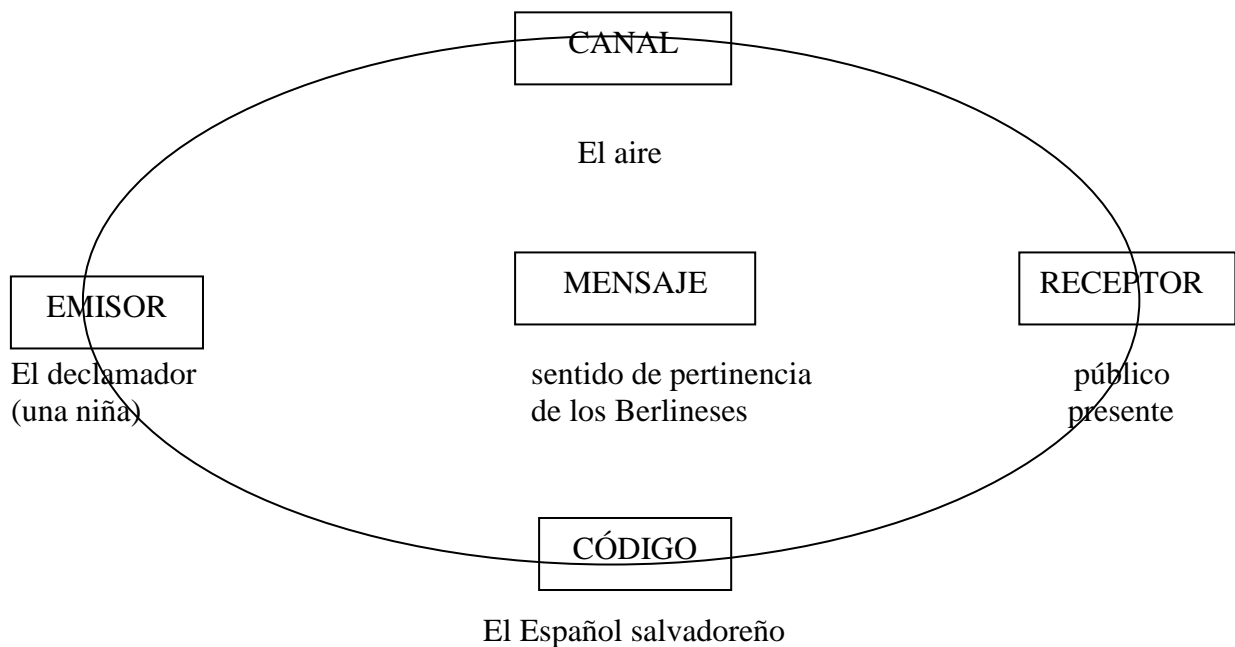 CANAL
El aire
EMISOR
El declamador
(una niña)
MENSAJE
sentido de pertinencia
de los Berlineses
RECEPTOR
público
presente
CÓDIGO
El Español salvadoreño